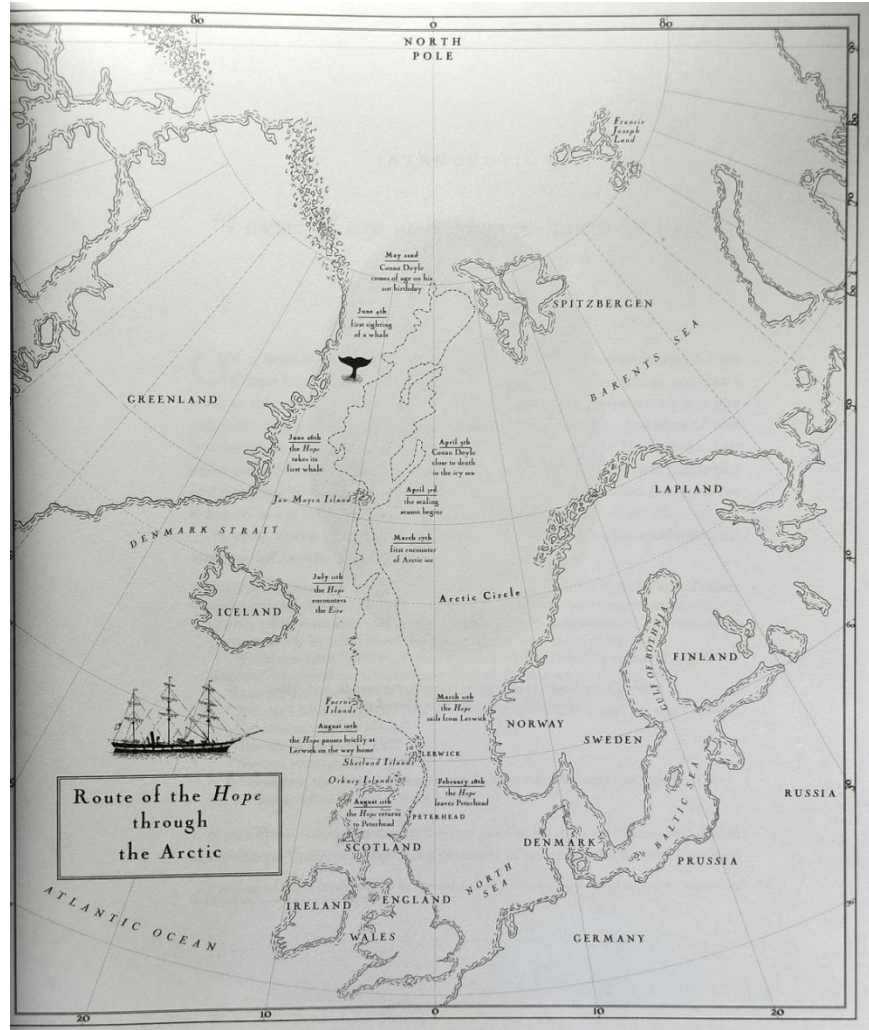 80
0
80
NORTH
POLE
80
Francis
Joseph
Land
80
70
May 22nd
Conan Doyle
comes of age on his
21st birthday
SPITZBERGEN
60
June 4th
first sighting
of a whale
BARENTS SEA
GREENLAND
50
June 26th
the Hope
takes its
first whale
April 5th
Conan Doyle
close to death
in the icy sea
LAPLAND
Jan Mayen Island
April 3rd
the sealing
season begins
DENMARK STRAIT
March 17th
first encounter
of Arctic ice
40
July 11th
the Hope
encounters
the Eira
Arctic Circle
ICELAND
GULF OF BOTHNIA
FINLAND
Faeroe
Islands
March 11th
the Hope
sails from Lerwick
NORWAY
SWEDEN
August 10th
the Hope pauses briefly at
Lerwick on the way home
LERWICK
Shetland Islands
Orkney Islands
February 28th
the Hope
leaves Peterhead
BALTIC SEA
RUSSIA
Route of the Hope
through
the Arctic
August 11th
the Hope returns
to Peterhead
PETERHEAD
SCOTLAND
DENMARK
PRUSSIA
NORTH
SEA
IRELAND
ENGLAND
ATLANTIC OCEAN
WALES
GERMANY
20
10
0
10
20